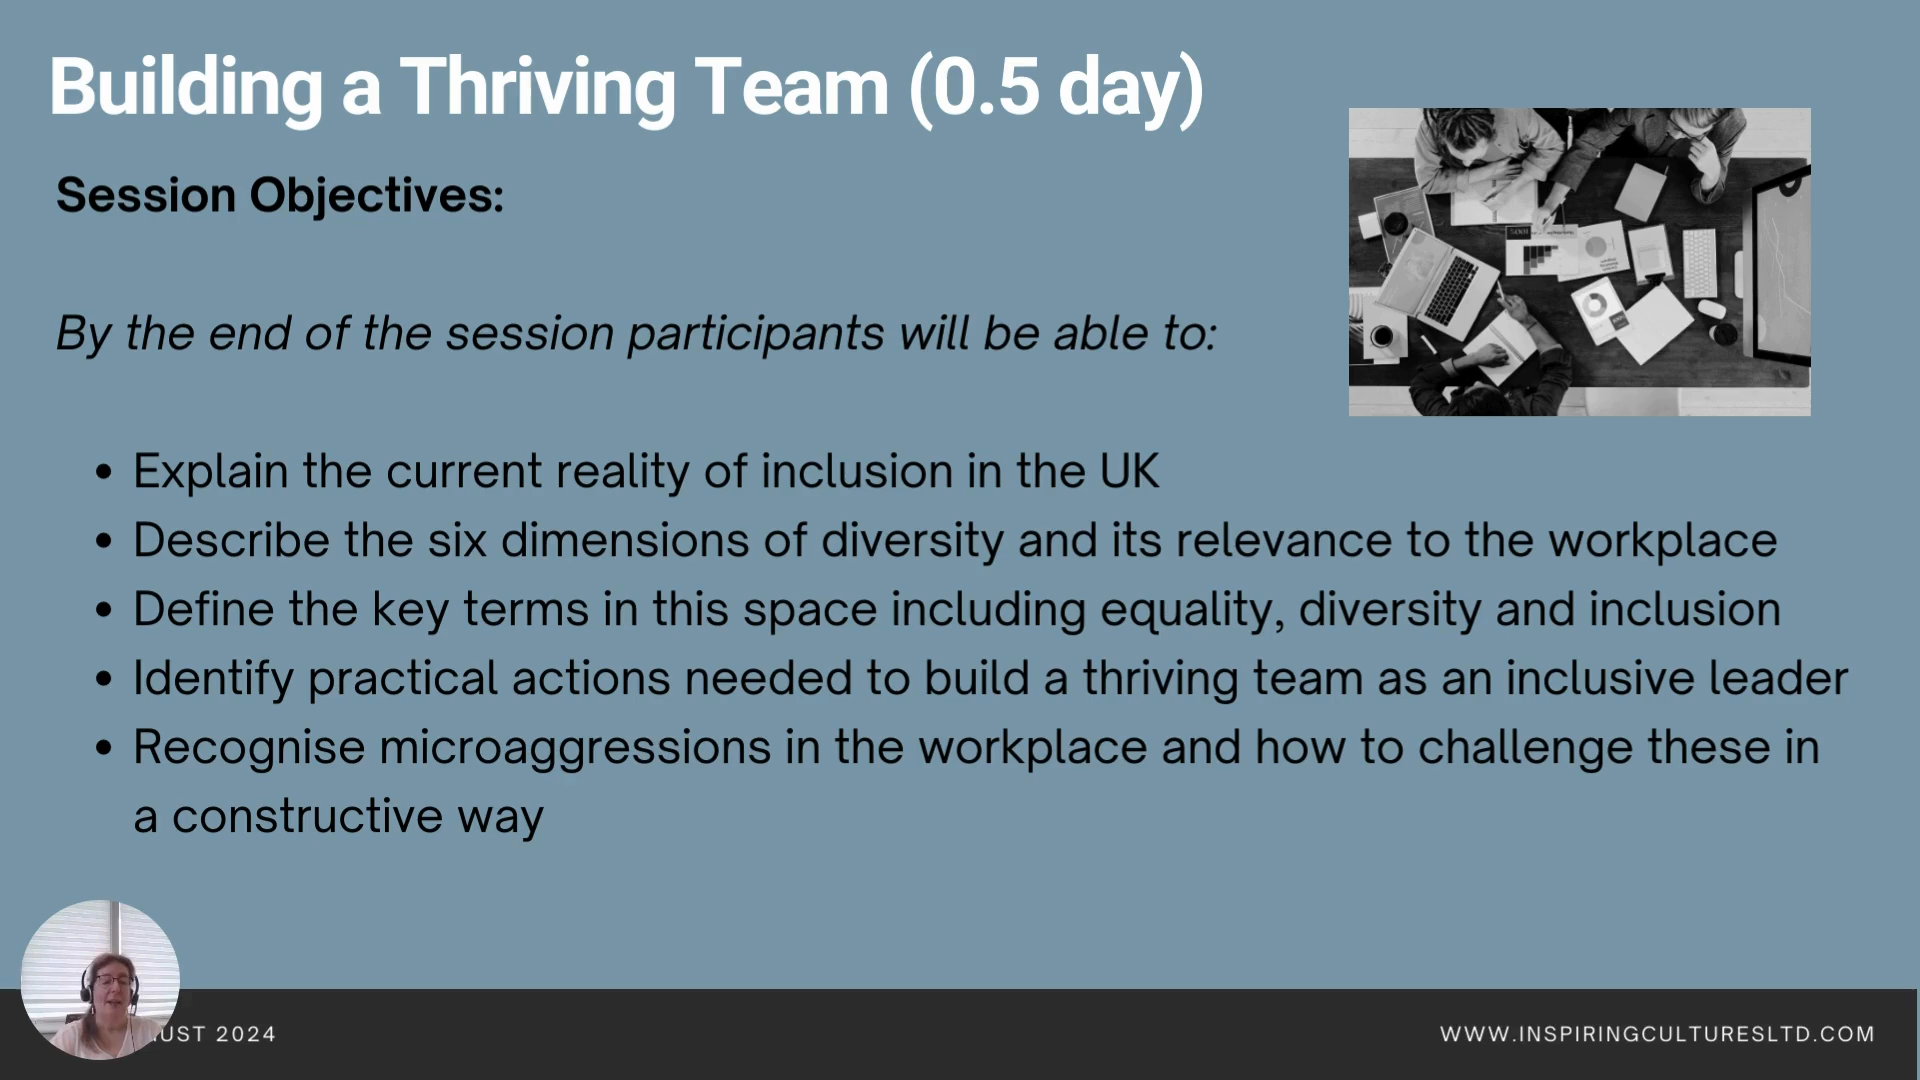 Building a Thriving Team (0.5 day)
Session Objectives:
By the end of the session participants will be able to:
• Explain the current reality of inclusion in the UK
• Describe the six dimensions of diversity and its relevance to the workplace
• Define the key terms in this space including equality, diversity and inclusion
• Identify practical actions needed to build a thriving team as an inclusive leader
• Recognise microaggressions in the workplace and how to challenge these in
a constructive way
UST 2024
WWW.INSPIRINGCULTURESLTD.COM